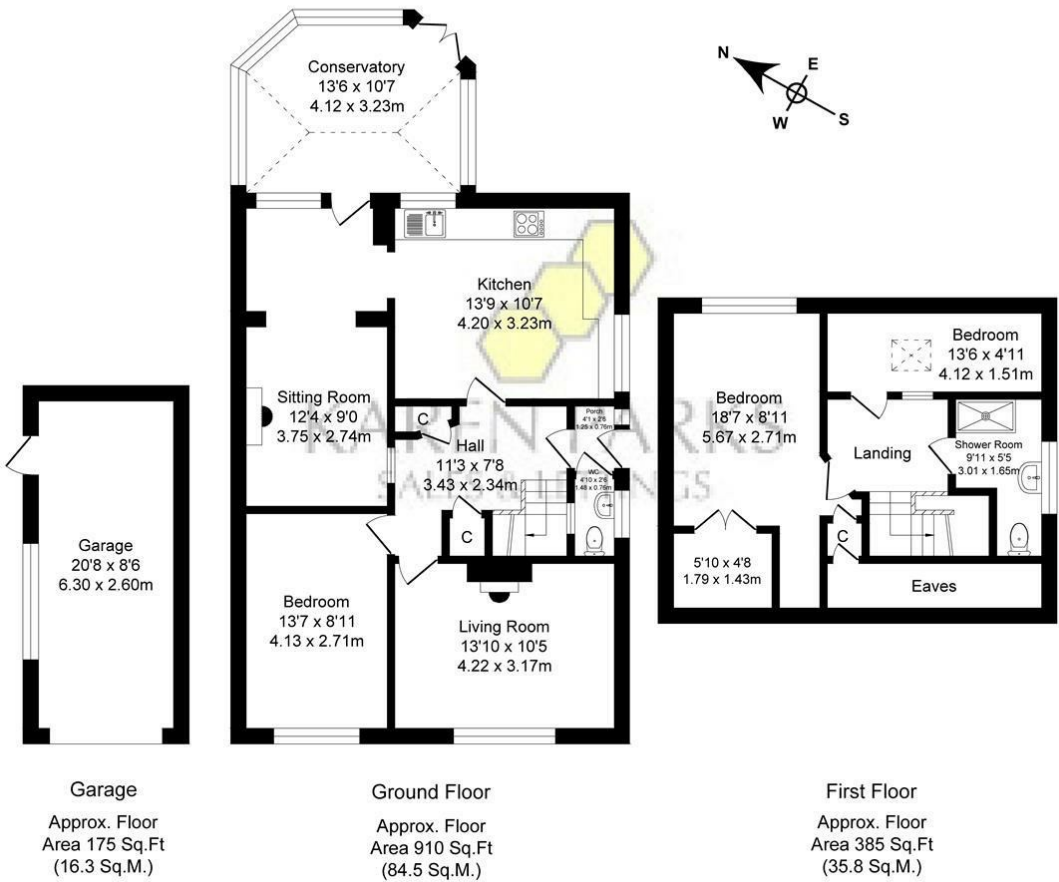 Conservatory
13'6 x 10'7
4.12 x 3.23m
N
E
W
S
Kitchen
13'9 x 10'7
4.20 x 3.23m
Sitting Room
12'4 x 9'0
3.75 x 2.74m
C
Hall
11'3 x 7'8
3.43 x 2.34m
Porch
4'1 x 2'6
1.25 x 0.76m
WC
4'10 x 2'6
1.48 x 0.76m
C
KAREN PARKS
SALES & LETTINGS
Garage
20'8 x 8'6
6.30 x 2.60m
Bedroom
13'7 x 8'11
4.13 x 2.71m
Living Room
13'10 x 10'5
4.22 x 3.17m
Bedroom
18'7 x 8'11
5.67 x 2.71m
Bedroom
13'6 x 4'11
4.12 x 1.51m
Landing
Shower Room
9'11 x 5'5
3.01 x 1.65m
C
5'10 x 4'8
1.79 x 1.43m
Eaves
Garage
Approx. Floor
Area 175 Sq.Ft
(16.3 Sq.M.)
Ground Floor
Approx. Floor
Area 910 Sq.Ft
(84.5 Sq.M.)
First Floor
Approx. Floor
Area 385 Sq.Ft
(35.8 Sq.M.)